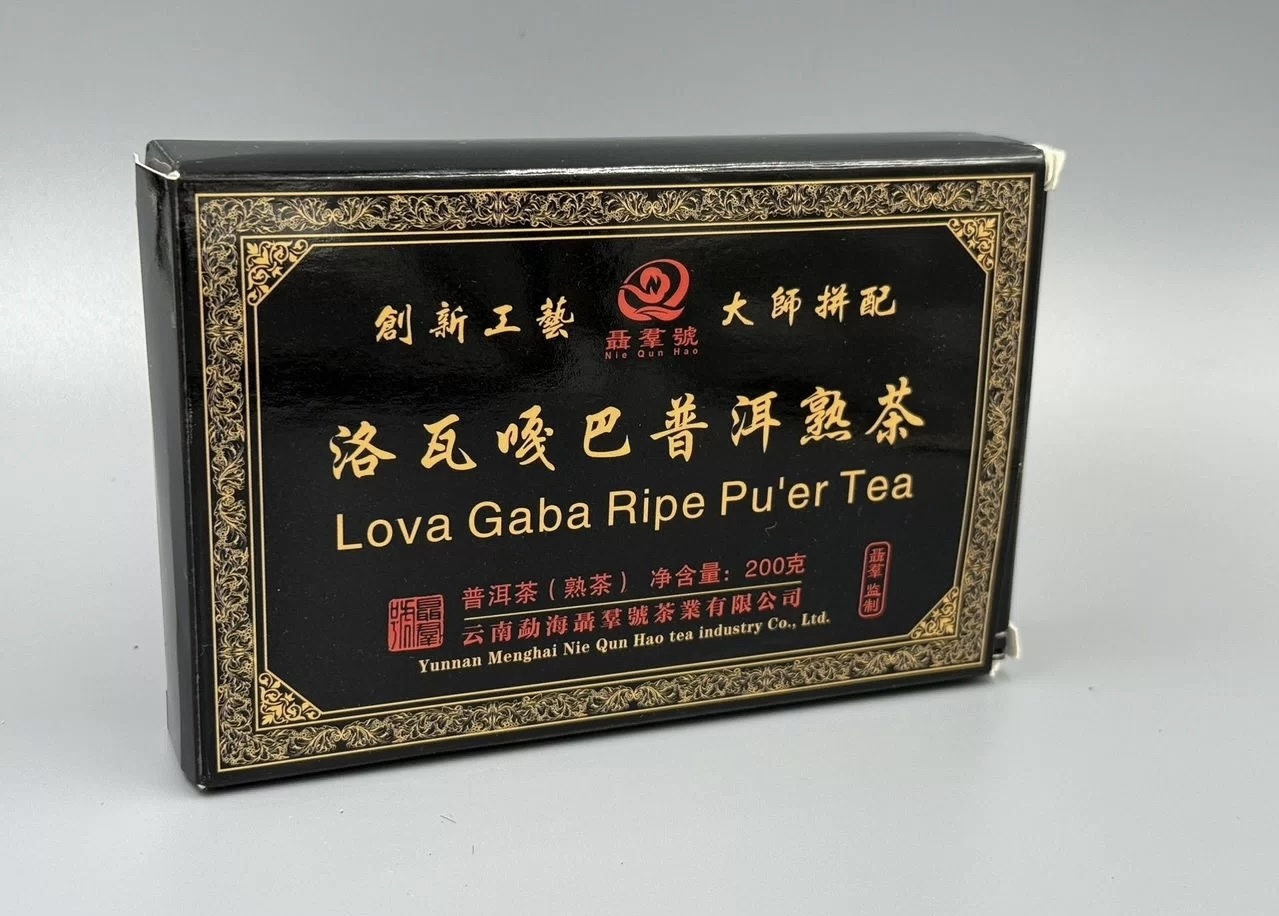 創新工藝
聶羣號
Nie Qun Hao
大師拼配
洛瓦嘎巴普洱熟茶
Lova Gaba Ripe Pu'er Tea
普洱茶（熟茶） 净含量：200克
云南勐海聶羣號茶業有限公司
Yunnan Menghai Nie Qun Hao tea industry Co., Ltd.
聶羣號
聶羣 监制